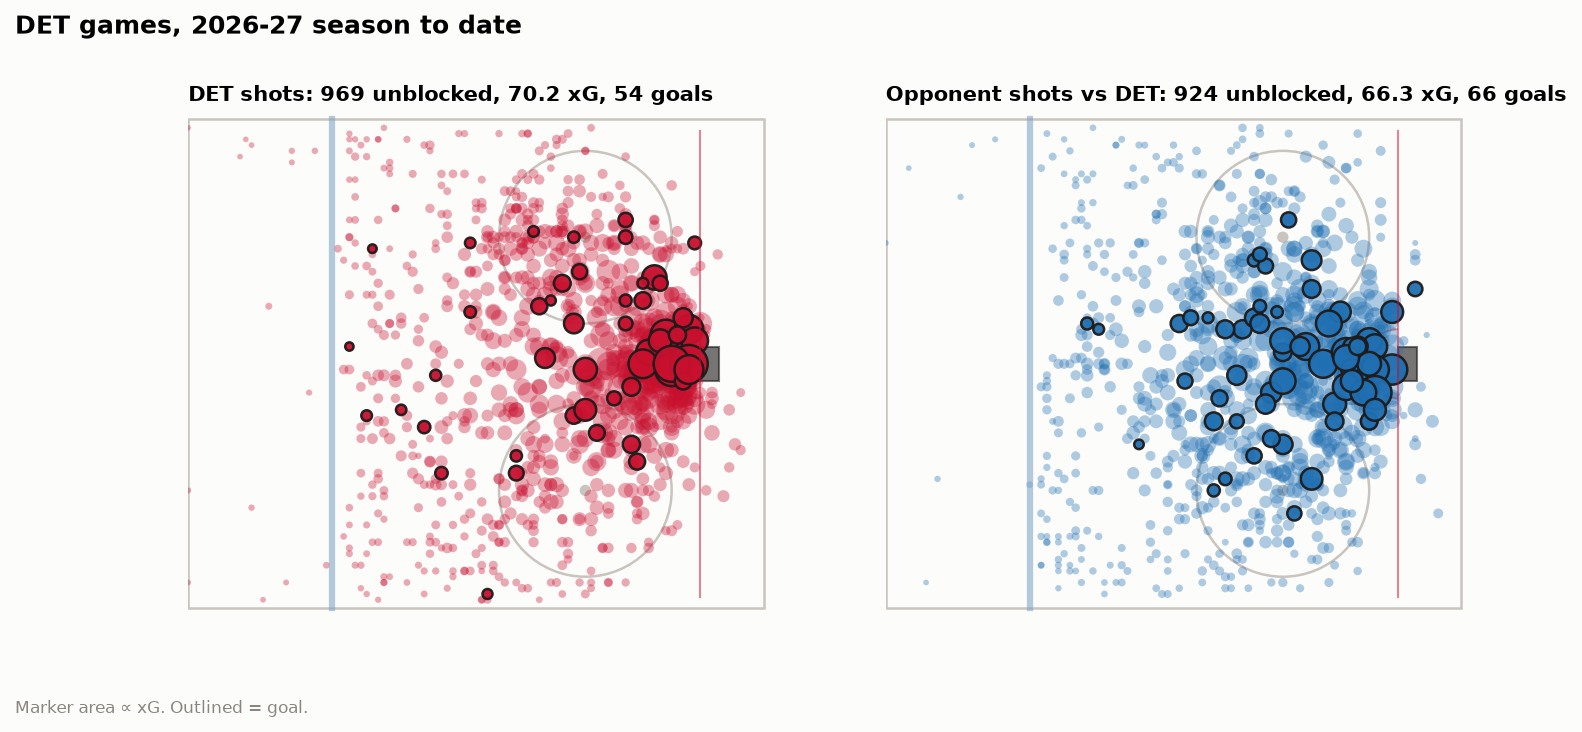 DET games, 2026-27 season to date
DET shots: 969 unblocked, 70.2 xG, 54 goals
Opponent shots vs DET: 924 unblocked, 66.3 xG, 66 goals
Marker area ∝ xG. Outlined = goal.